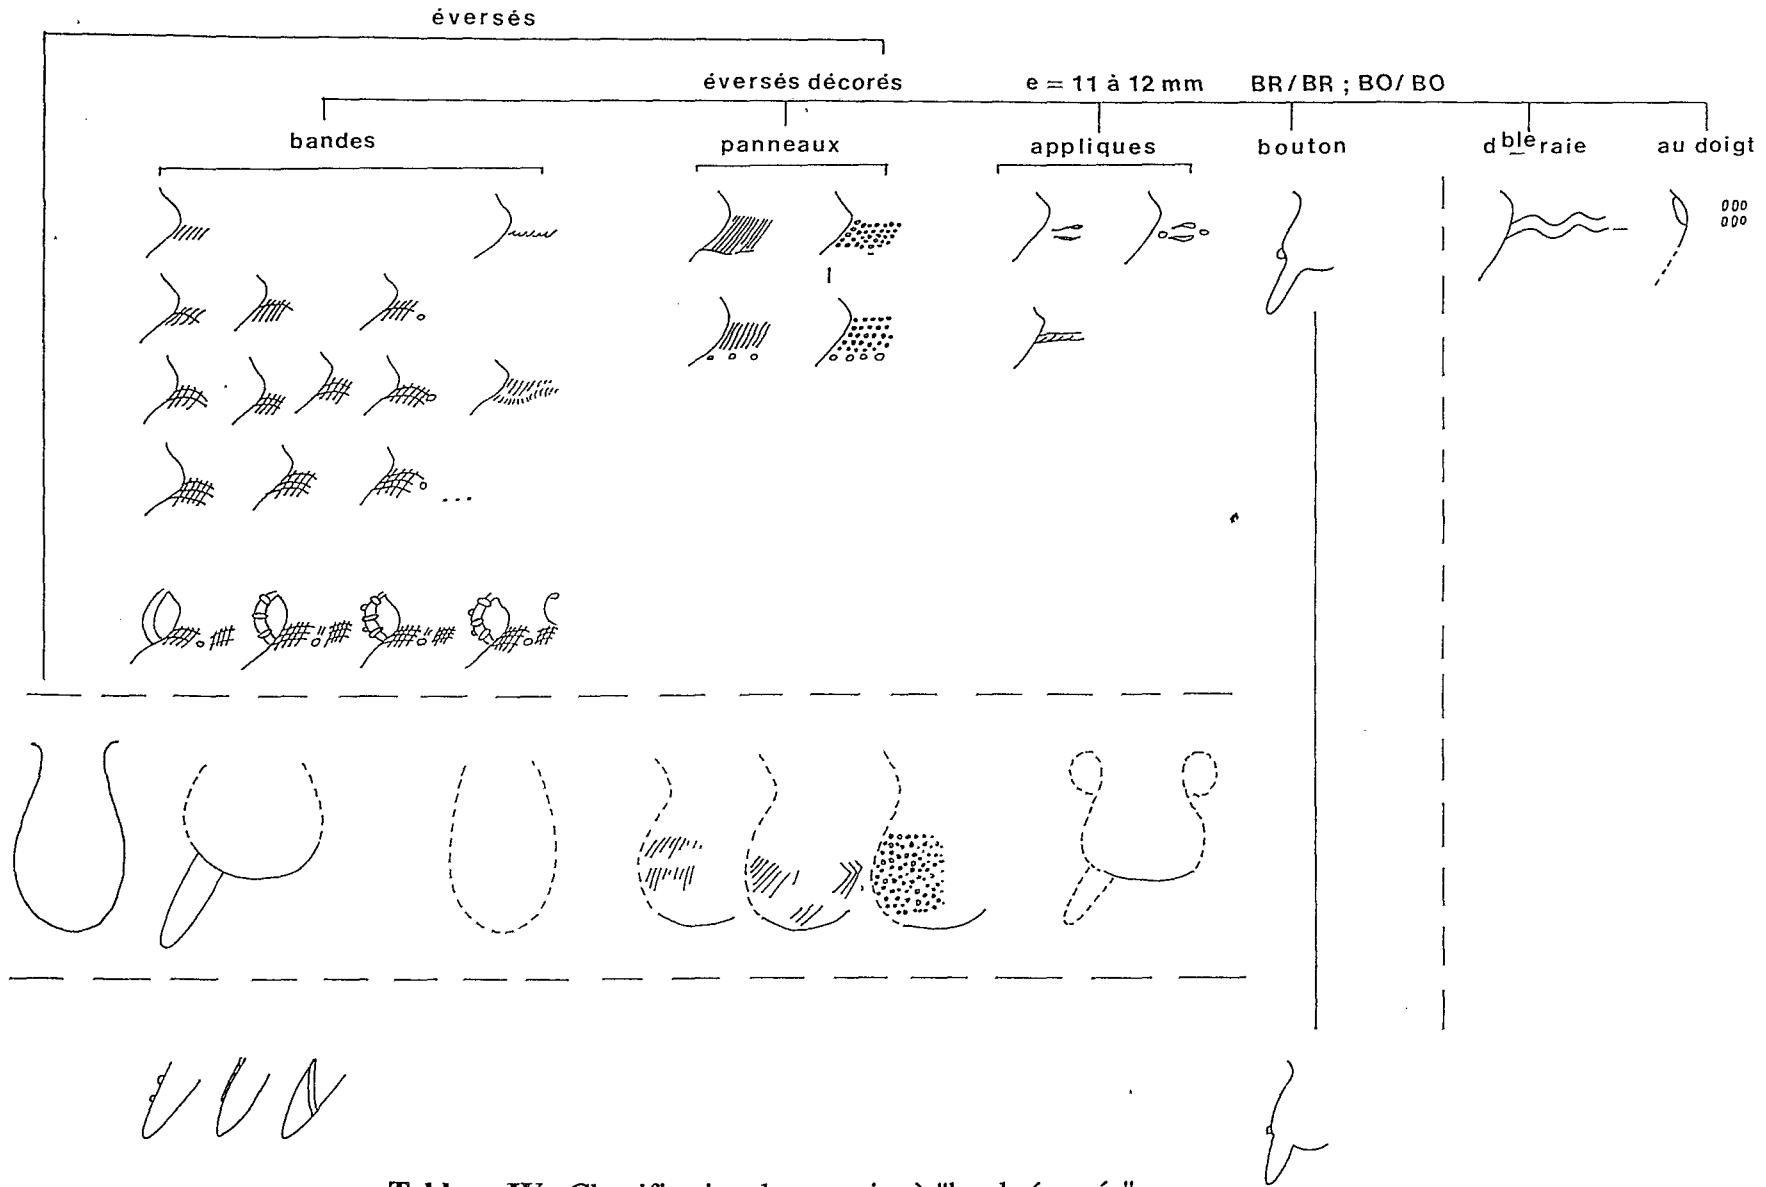 éversés
éversés décorés e = 11 à 12 mm BR/BR ; BO/BO
bandes panneaux appliques bouton dble raie au doigt